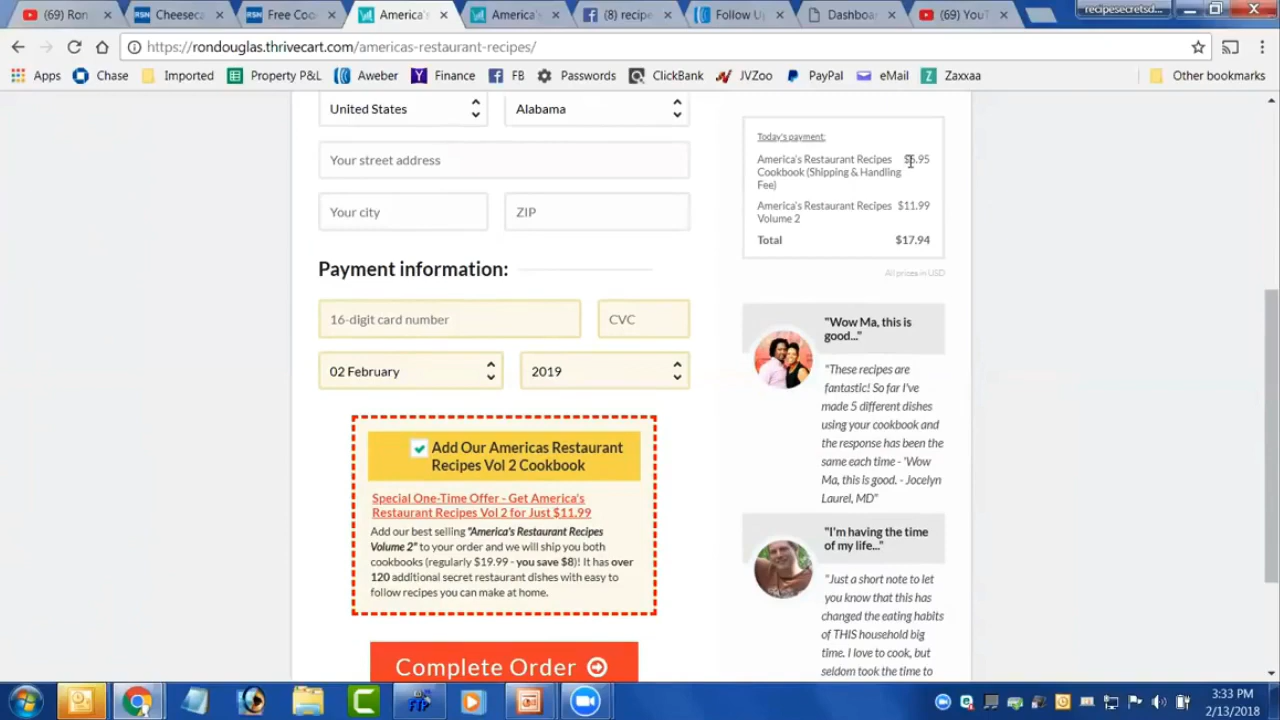 (69) Ron
Cheeseca
Free Coo
America'
America'
(8) recipe
Follow U
Dashboar
(69) YouT
recipesecretsd...
https://rondouglas.thrivecart.com/americas-restaurant-recipes/
Apps
Chase
Imported
Property P&L
Aweber
Finance
FB
Passwords
ClickBank
JVZoo
PayPal
eMail
Zaxxaa
Other bookmarks
United States
Alabama
Your street address
Your city
ZIP
Payment information:
16-digit card number
CVC
02 February
2019
Add Our Americas Restaurant
Recipes Vol 2 Cookbook
Special One-Time Offer - Get America's
Restaurant Recipes Vol 2 for Just $11.99
Add our best selling "America's Restaurant Recipes
Volume 2" to your order and we will ship you both
cookbooks (regularly $19.99 - you save $8)! It has over
120 additional secret restaurant dishes with easy to
follow recipes you can make at home.
Complete Order
Today's payment:
America's Restaurant Recipes $5.95
Cookbook (Shipping & Handling
Fee)
America's Restaurant Recipes $11.99
Volume 2
Total $17.94
All prices in USD
"Wow Ma, this is
good..."
"These recipes are
fantastic! So far I've
made 5 different dishes
using your cookbook and
the response has been the
same each time - 'Wow
Ma, this is good. - Jocelyn
Laurel, MD"
"I'm having the time
of my life..."
"Just a short note to let
you know that this has
changed the eating habits
of THIS household big
time. I love to cook, but
seldom took the time to
3:33 PM
2/13/2018